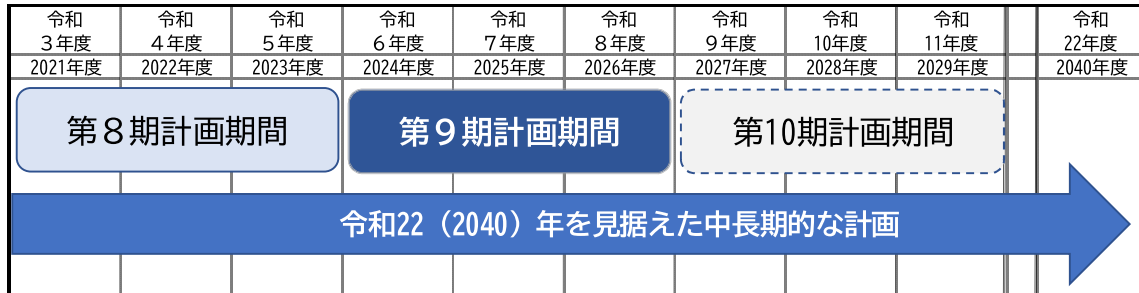 令和 令和 令和 令和 令和 令和 令和 令和 令和 令和
３年度 ４年度 ５年度 ６年度 ７年度 ８年度 ９年度 10年度 11年度 22年度
2021年度 2022年度 2023年度 2024年度 2025年度 2026年度 2027年度 2028年度 2029年度 2040年度
第８期計画期間 第９期計画期間 第10期計画期間
令和22（2040）年を見据えた中長期的な計画